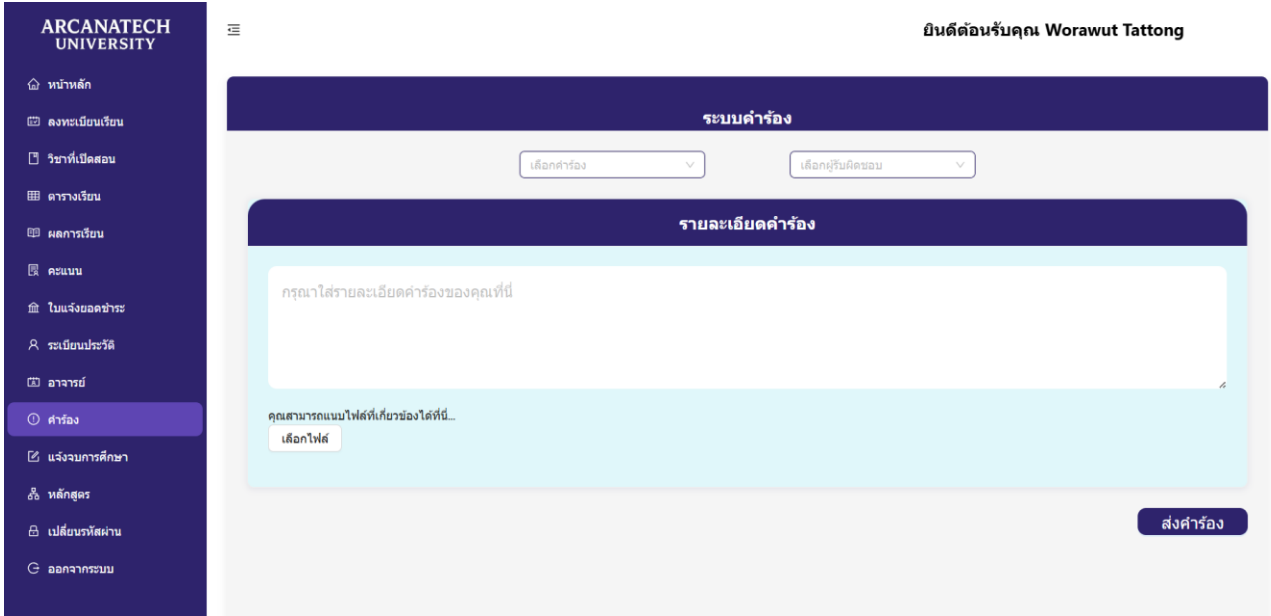 ARCANATECH
UNIVERSITY
ยินดีต้อนรับคุณ Worawut Tattong
หน้าหลัก
ลงทะเบียนเรียน
วิชาที่เปิดสอน
ตารางเรียน
ผลการเรียน
คะแนน
ใบแจ้งยอดชำระ
ระเบียนประวัติ
อาจารย์
คำร้อง
แจ้งจบการศึกษา
หลักสูตร
เปลี่ยนรหัสผ่าน
ออกจากระบบ
ระบบคำร้อง
เลือกคำร้อง
เลือกผู้รับผิดชอบ
รายละเอียดคำร้อง
กรุณาใส่รายละเอียดคำร้องของคุณที่นี่
คุณสามารถแนบไฟล์ที่เกี่ยวข้องได้ที่นี่...
เลือกไฟล์
ส่งคำร้อง